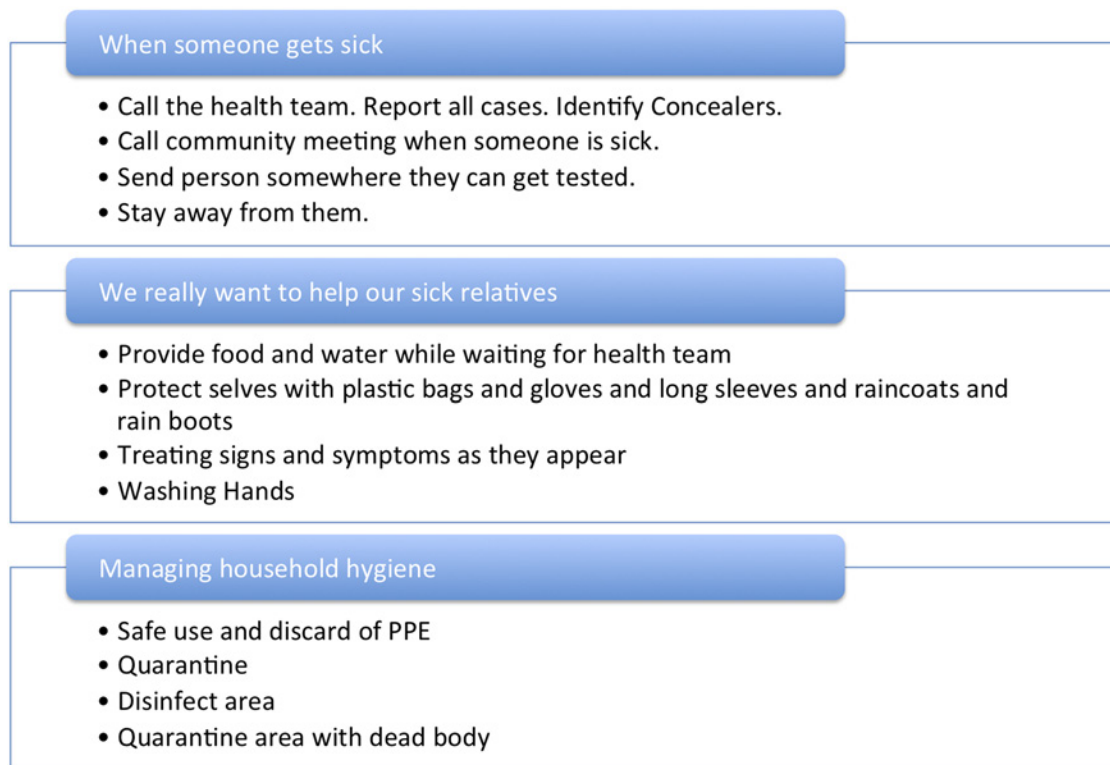 When someone gets sick
• Call the health team. Report all cases. Identify Concealers.
• Call community meeting when someone is sick.
• Send person somewhere they can get tested.
• Stay away from them.
We really want to help our sick relatives
• Provide food and water while waiting for health team
• Protect selves with plastic bags and gloves and long sleeves and raincoats and
rain boots
• Treating signs and symptoms as they appear
• Washing Hands
Managing household hygiene
• Safe use and discard of PPE
• Quarantine
• Disinfect area
• Quarantine area with dead body